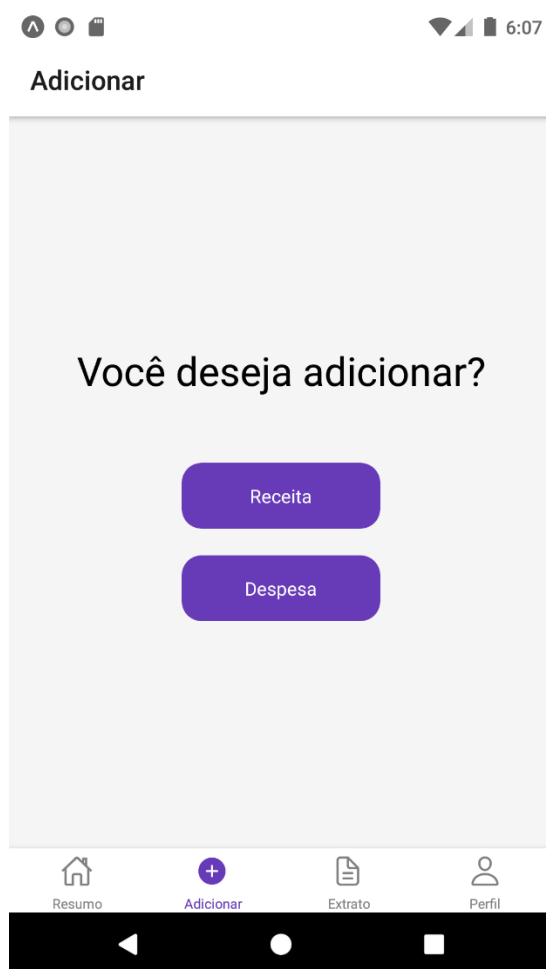 6:07
Adicionar
Você deseja adicionar?
Receita
Despesa
Resumo
Adicionar
Extrato
Perfil